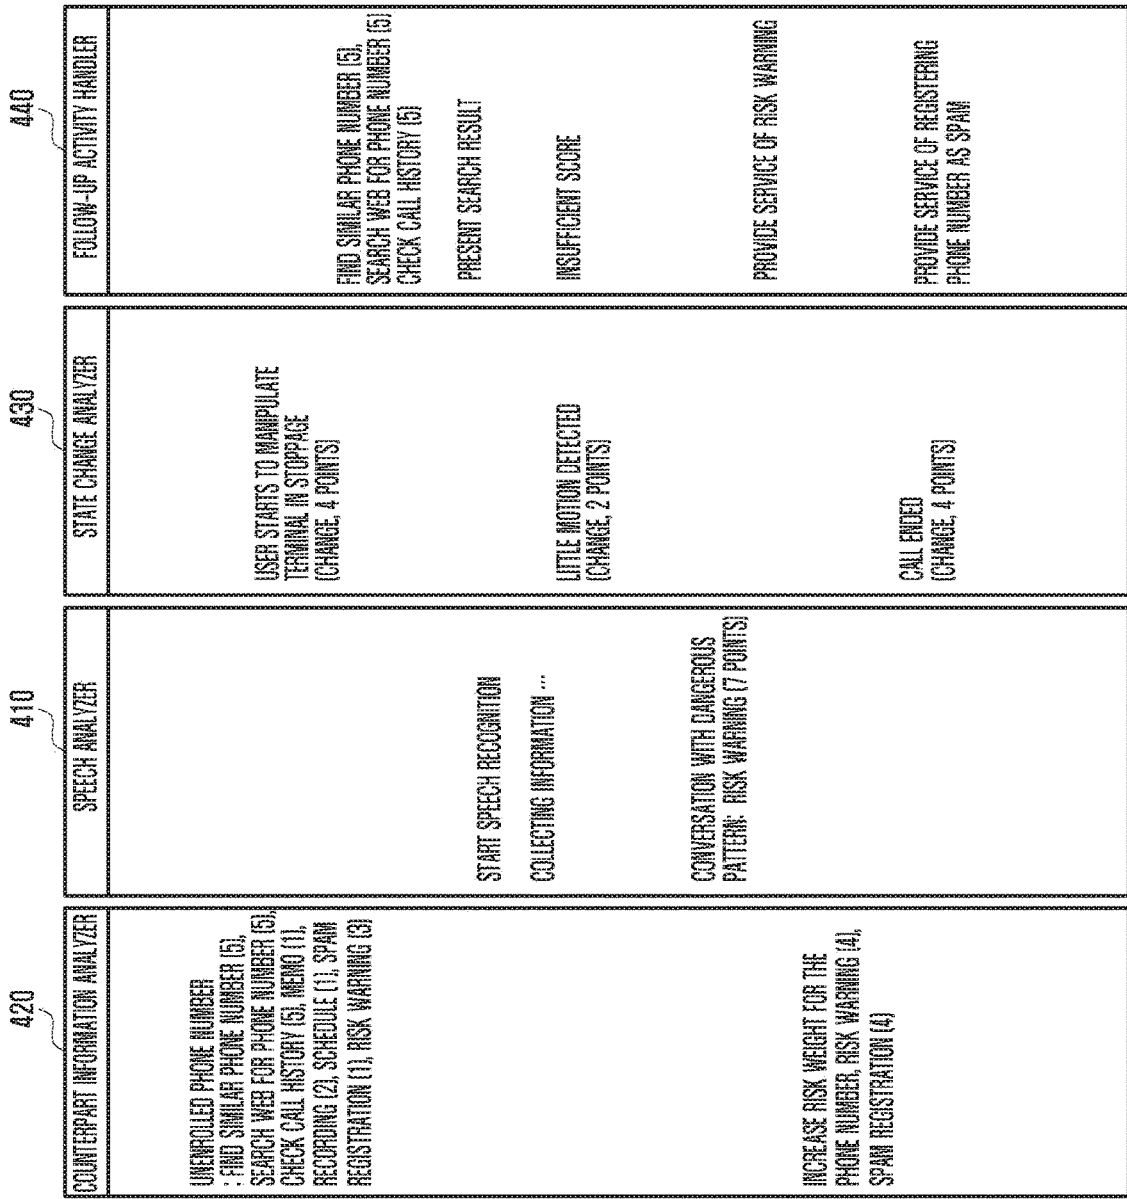 420
COUNTERPART INFORMATION ANALYZER
UNENROLLED PHONE NUMBER
: FIND SIMILAR PHONE NUMBER (5),
SEARCH WEB FOR PHONE NUMBER (5),
CHECK CALL HISTORY (5), MEMO (1),
RECORDING (2), SCHEDULE (1), SPAM
REGISTRATION (1), RISK WARNING (3)
INCREASE RISK WEIGHT FOR THE
PHONE NUMBER, RISK WARNING (4),
SPAM REGISTRATION (4)
410
SPEECH ANALYZER
START SPEECH RECOGNITION
COLLECTING INFORMATION ...
CONVERSATION WITH DANGEROUS
PATTERN: RISK WARNING (7 POINTS)
430
STATE CHANGE ANALYZER
USER STARTS TO MANIPULATE
TERMINAL IN STOPPAGE
(CHANGE, 4 POINTS)
LITTLE MOTION DETECTED
(CHANGE, 2 POINTS)
CALL ENDED
(CHANGE, 4 POINTS)
440
FOLLOW-UP ACTIVITY HANDLER
FIND SIMILAR PHONE NUMBER (5),
SEARCH WEB FOR PHONE NUMBER (5)
CHECK CALL HISTORY (5)
PRESENT SEARCH RESULT
INSUFFICIENT SCORE
PROVIDE SERVICE OF RISK WARNING
PROVIDE SERVICE OF REGISTERING
PHONE NUMBER AS SPAM